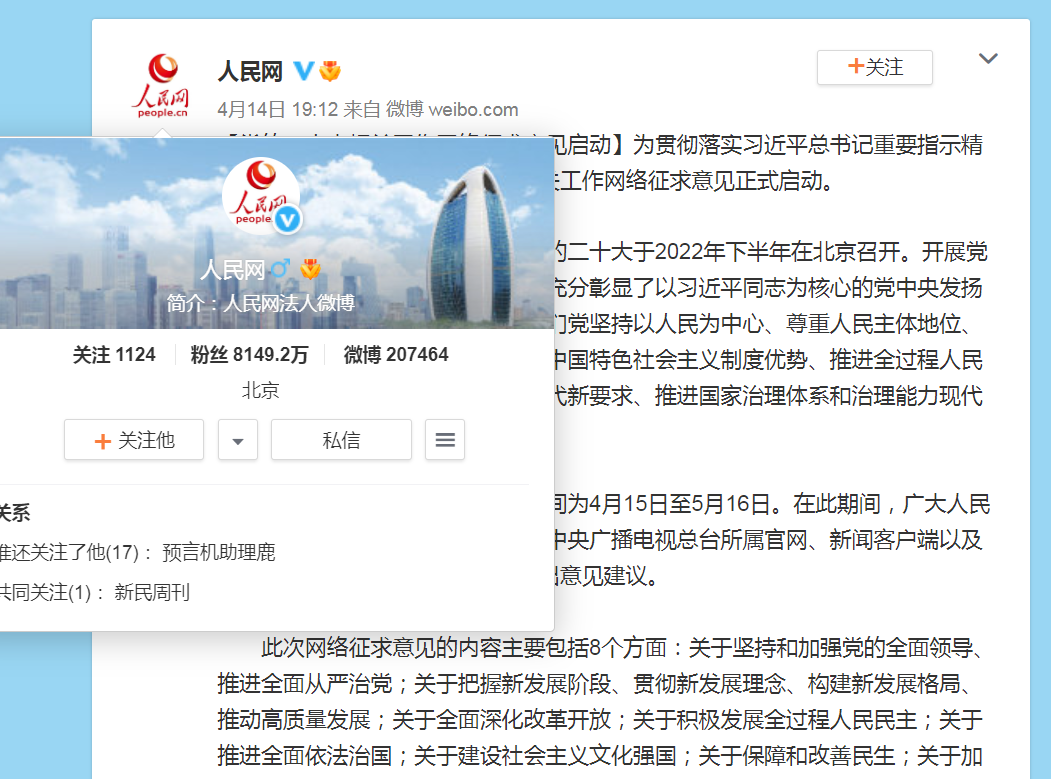 人民网
people.cn
人民网
+关注
4月14日 19:12 来自 微博 weibo.com
见启动】为贯彻落实习近平总书记重要指示精
工作网络征求意见正式启动。
的二十大于2022年下半年在北京召开。开展党
充分彰显了以习近平同志为核心的党中央发扬
们党坚持以人民为中心、尊重人民主体地位、
中国特色社会主义制度优势、推进全过程人民
代新要求、推进国家治理体系和治理能力现代
间为4月15日至5月16日。在此期间，广大人民
中央广播电视总台所属官网、新闻客户端以及
出意见建议。
此次网络征求意见的内容主要包括8个方面：关于坚持和加强党的全面领导、
推进全面从严治党；关于把握新发展阶段、贯彻新发展理念、构建新发展格局、
推动高质量发展；关于全面深化改革开放；关于积极发展全过程人民民主；关于
推进全面依法治国；关于建设社会主义文化强国；关于保障和改善民生；关于加
人民网
people
人民网
简介：人民网法人微博
关注 1124
粉丝 8149.2万
微博 207464
北京
+ 关注他
私信
关系
谁还关注了他(17)： 预言机助理鹿
共同关注(1)： 新民周刊